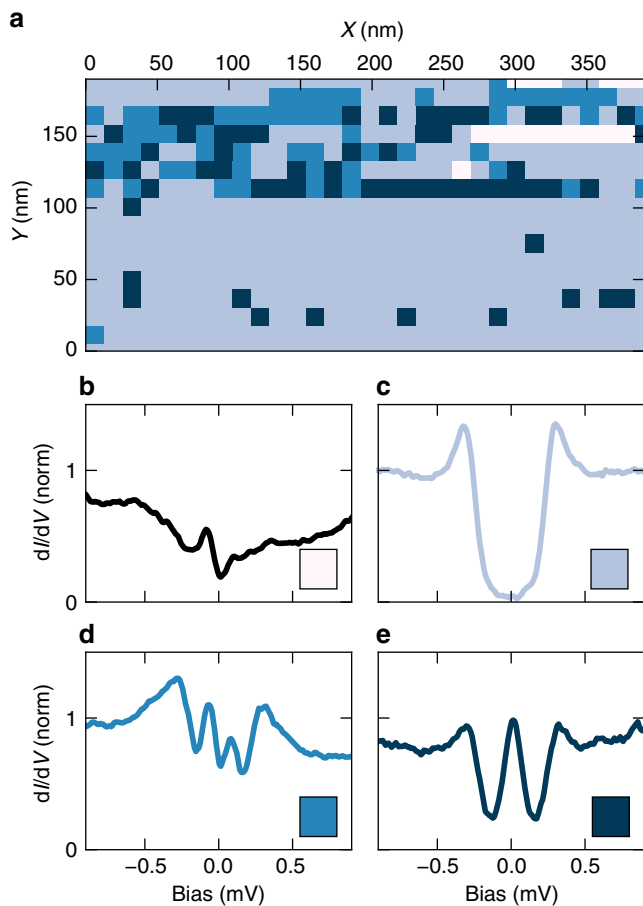 a
X (nm)
0 50 100 150 200 250 300 350
Y (nm)
150
100
50
0
b c
dI/dV (norm)
1
0
d e
dI/dV (norm)
1
0
−0.5 0.0 0.5 −0.5 0.0 0.5
Bias (mV) Bias (mV)